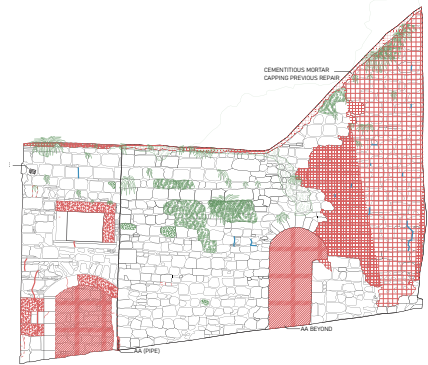 CEMENTITIOUS MORTAR
CAPPING PREVIOUS REPAIR
AA BEYOND
AA (PIPE)